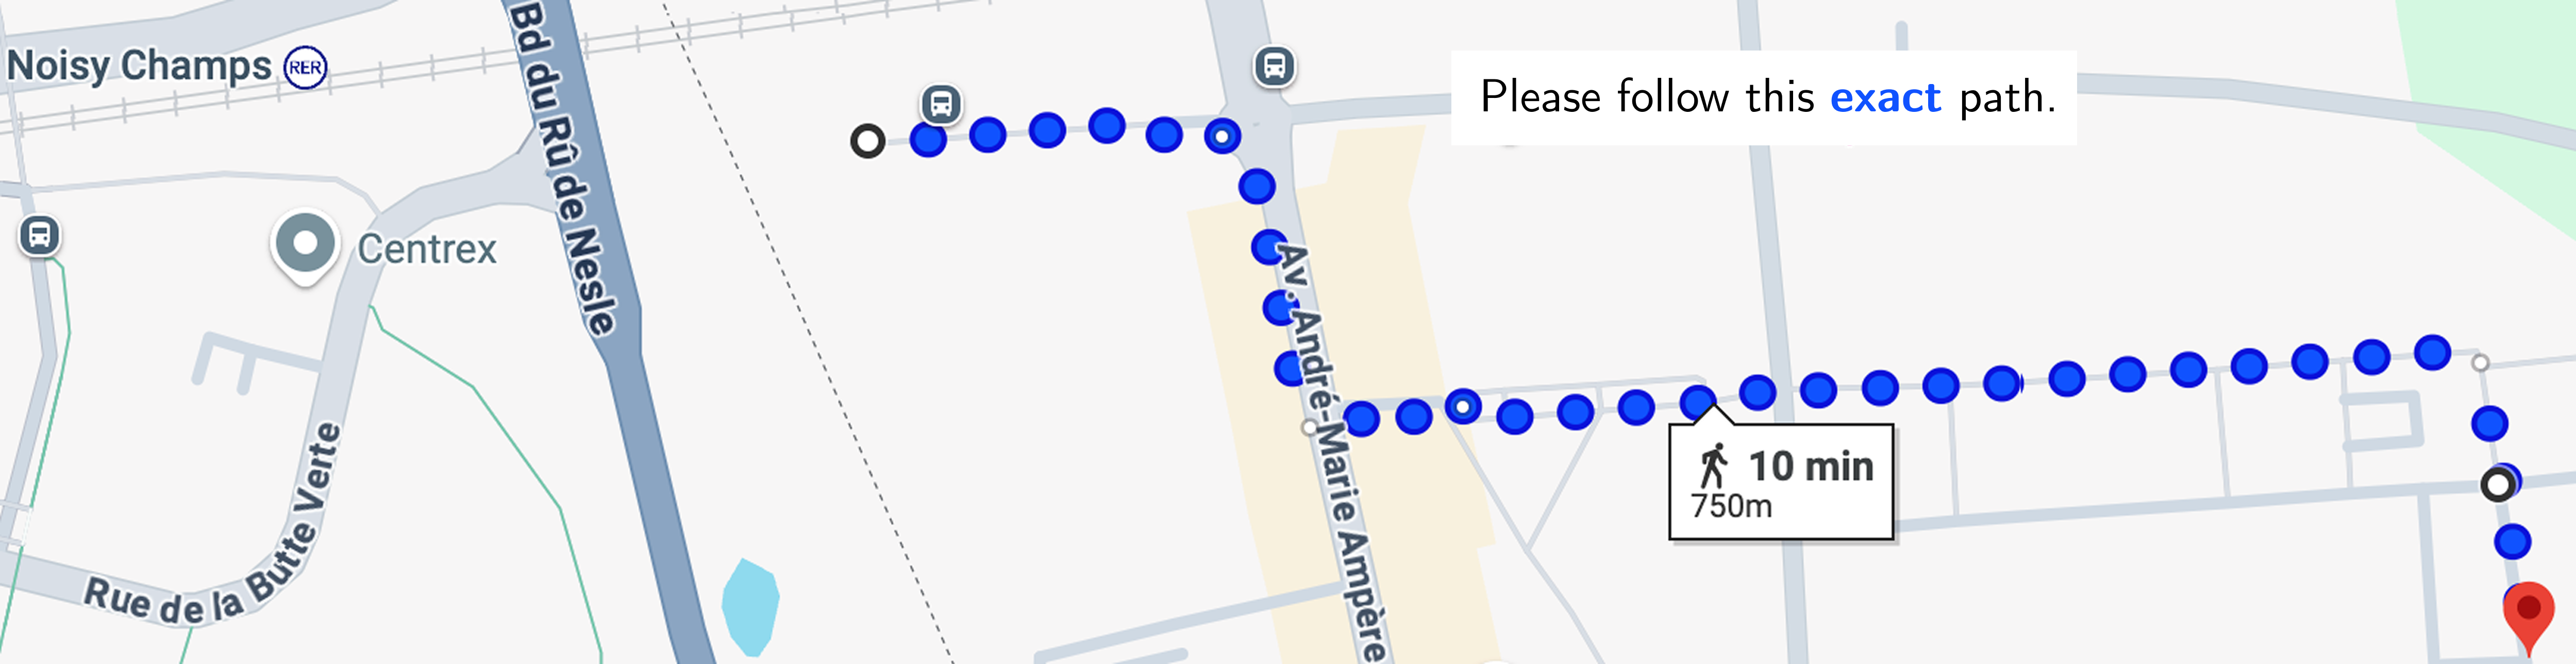 Noisy Champs RER
Bd du Rû de Nesle
Please follow this exact path.
Centrex
Av. André-Marie Ampère
10 min
750m
Rue de la Butte Verte